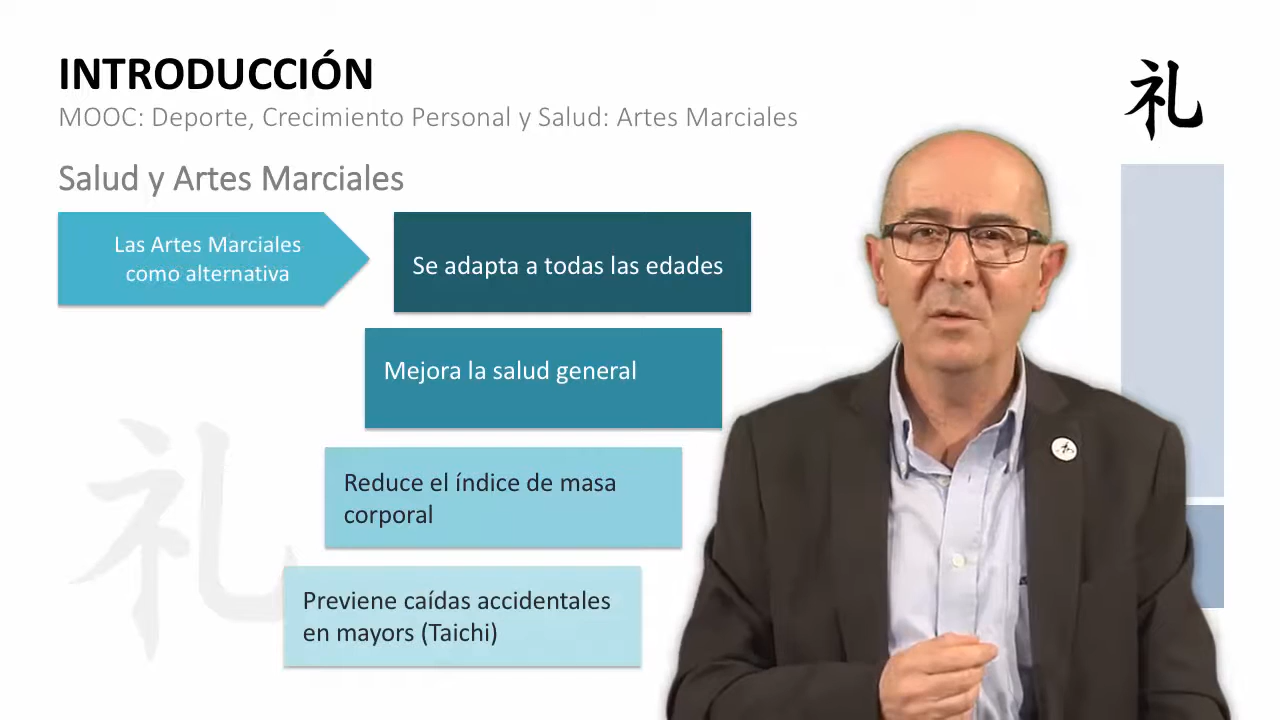 INTRODUCCIÓN
MOOC: Deporte, Crecimiento Personal y Salud: Artes Marciales
礼
Salud y Artes Marciales
Las Artes Marciales
como alternativa
Se adapta a todas las edades
Mejora la salud general
Reduce el índice de masa
corporal
Previene caídas accidentales
en mayors (Taichi)
礼